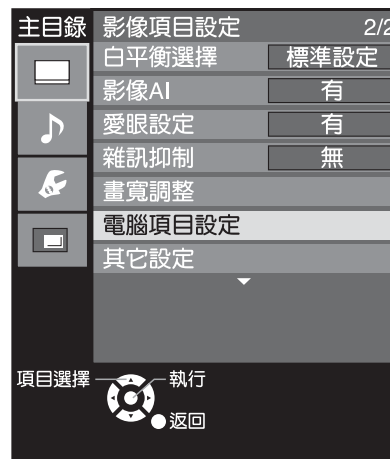 主目錄 影像項目設定 2/2
白平衡選擇 標準設定
影像AI 有
愛眼設定 有
雜訊抑制 無
畫寬調整
電腦項目設定
其它設定
項目選擇 執行
返回